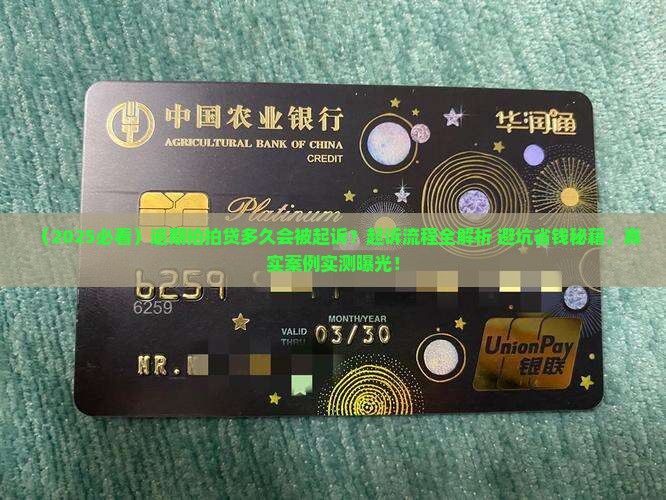 中国农业银行
AGRICULTURAL BANK OF CHINA
CREDIT
华润通
Platinum
（2025必看）逾期拍拍贷多久会被起诉？起诉流程全解析 避坑省钱秘籍，真
实案例实测曝光！
6259
6259
MONTH/YEAR
VALID
THRU
03/30
MR.
UnionPay
银联